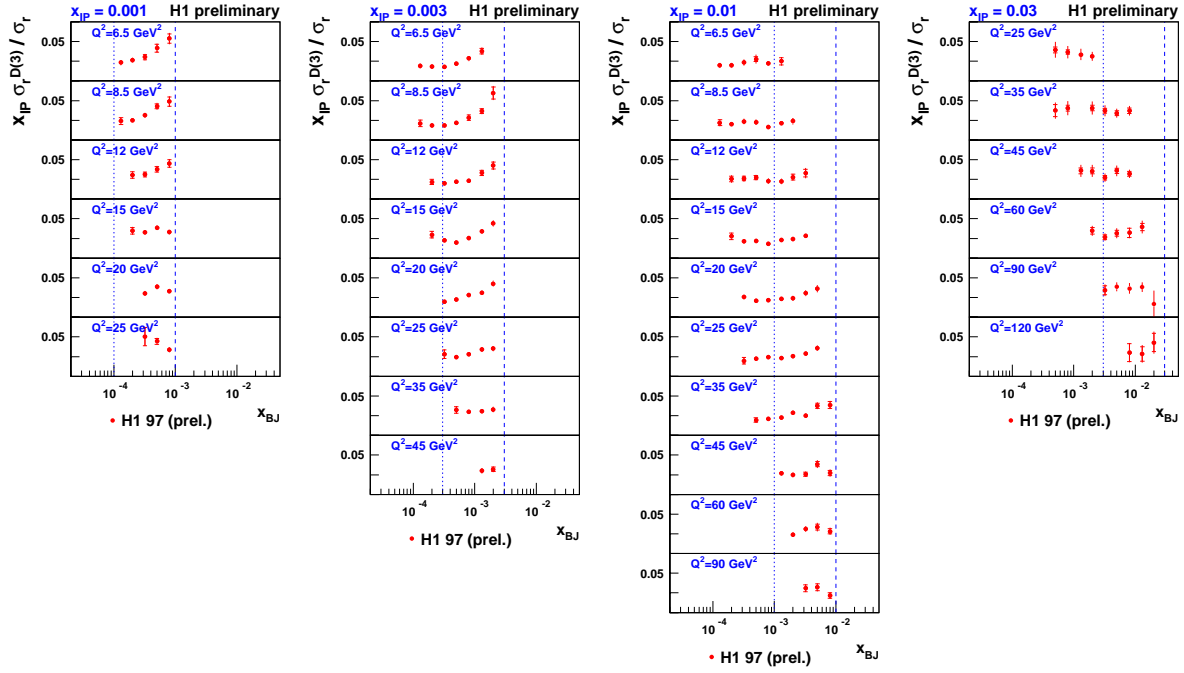 x_IP = 0.001 H1 preliminary
x_IP σ_r^D(3) / σ_r
Q²=6.5 GeV²
0.05
Q²=8.5 GeV²
0.05
Q²=12 GeV²
0.05
Q²=15 GeV²
0.05
Q²=20 GeV²
0.05
Q²=25 GeV²
0.05
10⁻⁴ 10⁻³ 10⁻²
x_BJ
H1 97 (prel.)
x_IP = 0.003 H1 preliminary
x_IP σ_r^D(3) / σ_r
Q²=6.5 GeV²
0.05
Q²=8.5 GeV²
0.05
Q²=12 GeV²
0.05
Q²=15 GeV²
0.05
Q²=20 GeV²
0.05
Q²=25 GeV²
0.05
Q²=35 GeV²
0.05
Q²=45 GeV²
0.05
10⁻⁴ 10⁻³ 10⁻²
x_BJ
H1 97 (prel.)
x_IP = 0.01 H1 preliminary
x_IP σ_r^D(3) / σ_r
Q²=6.5 GeV²
0.05
Q²=8.5 GeV²
0.05
Q²=12 GeV²
0.05
Q²=15 GeV²
0.05
Q²=20 GeV²
0.05
Q²=25 GeV²
0.05
Q²=35 GeV²
0.05
Q²=45 GeV²
0.05
Q²=60 GeV²
0.05
Q²=90 GeV²
0.05
10⁻⁴ 10⁻³ 10⁻²
x_BJ
H1 97 (prel.)
x_IP = 0.03 H1 preliminary
x_IP σ_r^D(3) / σ_r
Q²=25 GeV²
0.05
Q²=35 GeV²
0.05
Q²=45 GeV²
0.05
Q²=60 GeV²
0.05
Q²=90 GeV²
0.05
Q²=120 GeV²
0.05
10⁻⁴ 10⁻³ 10⁻²
x_BJ
H1 97 (prel.)